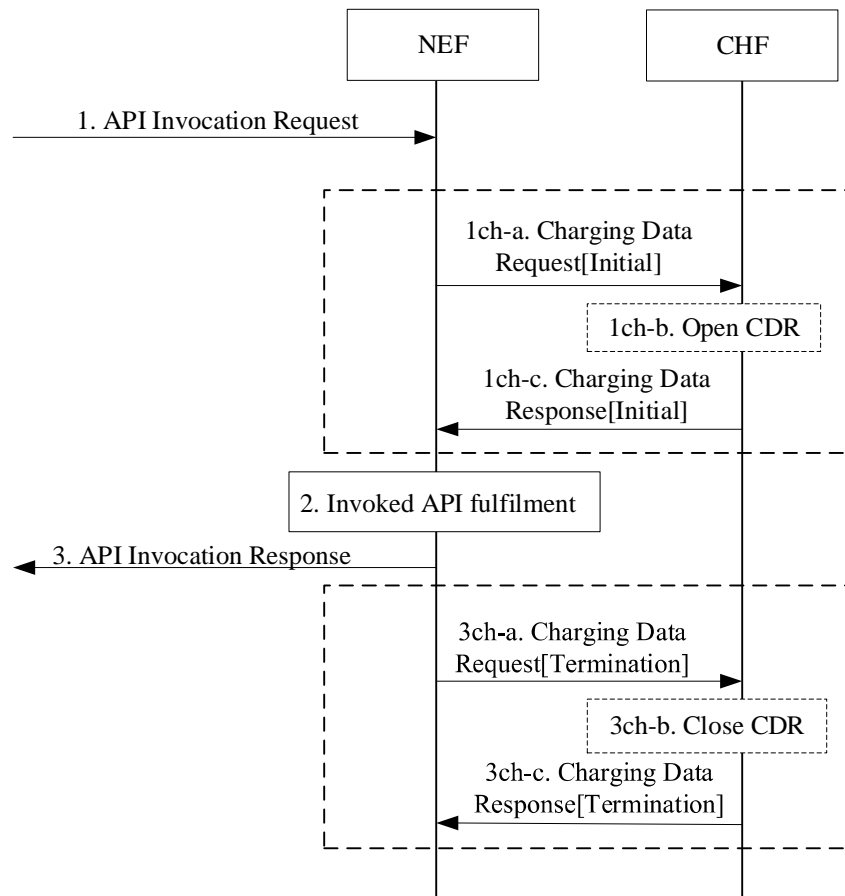 NEF
CHF
1. API Invocation Request
1ch-a. Charging Data
Request[Initial]
1ch-b. Open CDR
1ch-c. Charging Data
Response[Initial]
2. Invoked API fulfilment
3. API Invocation Response
3ch-a. Charging Data
Request[Termination]
3ch-b. Close CDR
3ch-c. Charging Data
Response[Termination]